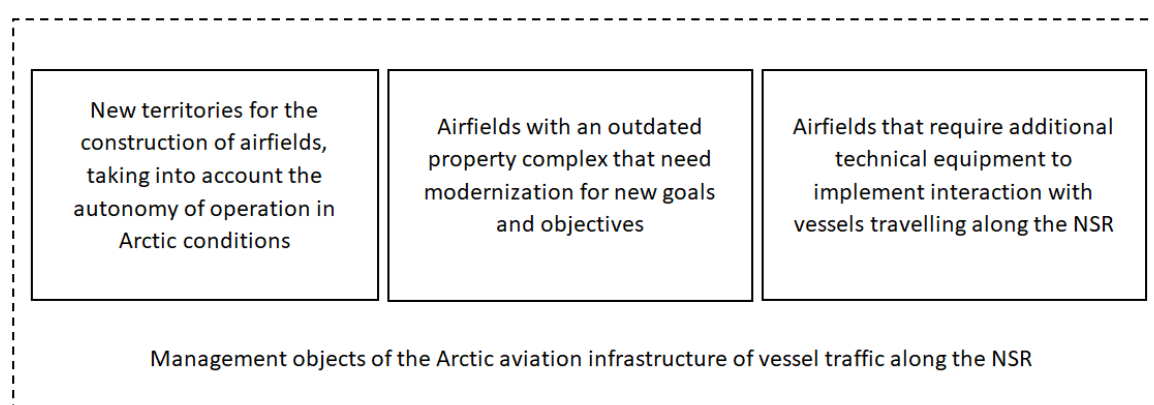 New territories for the
construction of airfields,
taking into account the
autonomy of operation in
Arctic conditions
Airfields with an outdated
property complex that need
modernization for new goals
and objectives
Airfields that require additional
technical equipment to
implement interaction with
vessels travelling along the NSR
Management objects of the Arctic aviation infrastructure of vessel traffic along the NSR